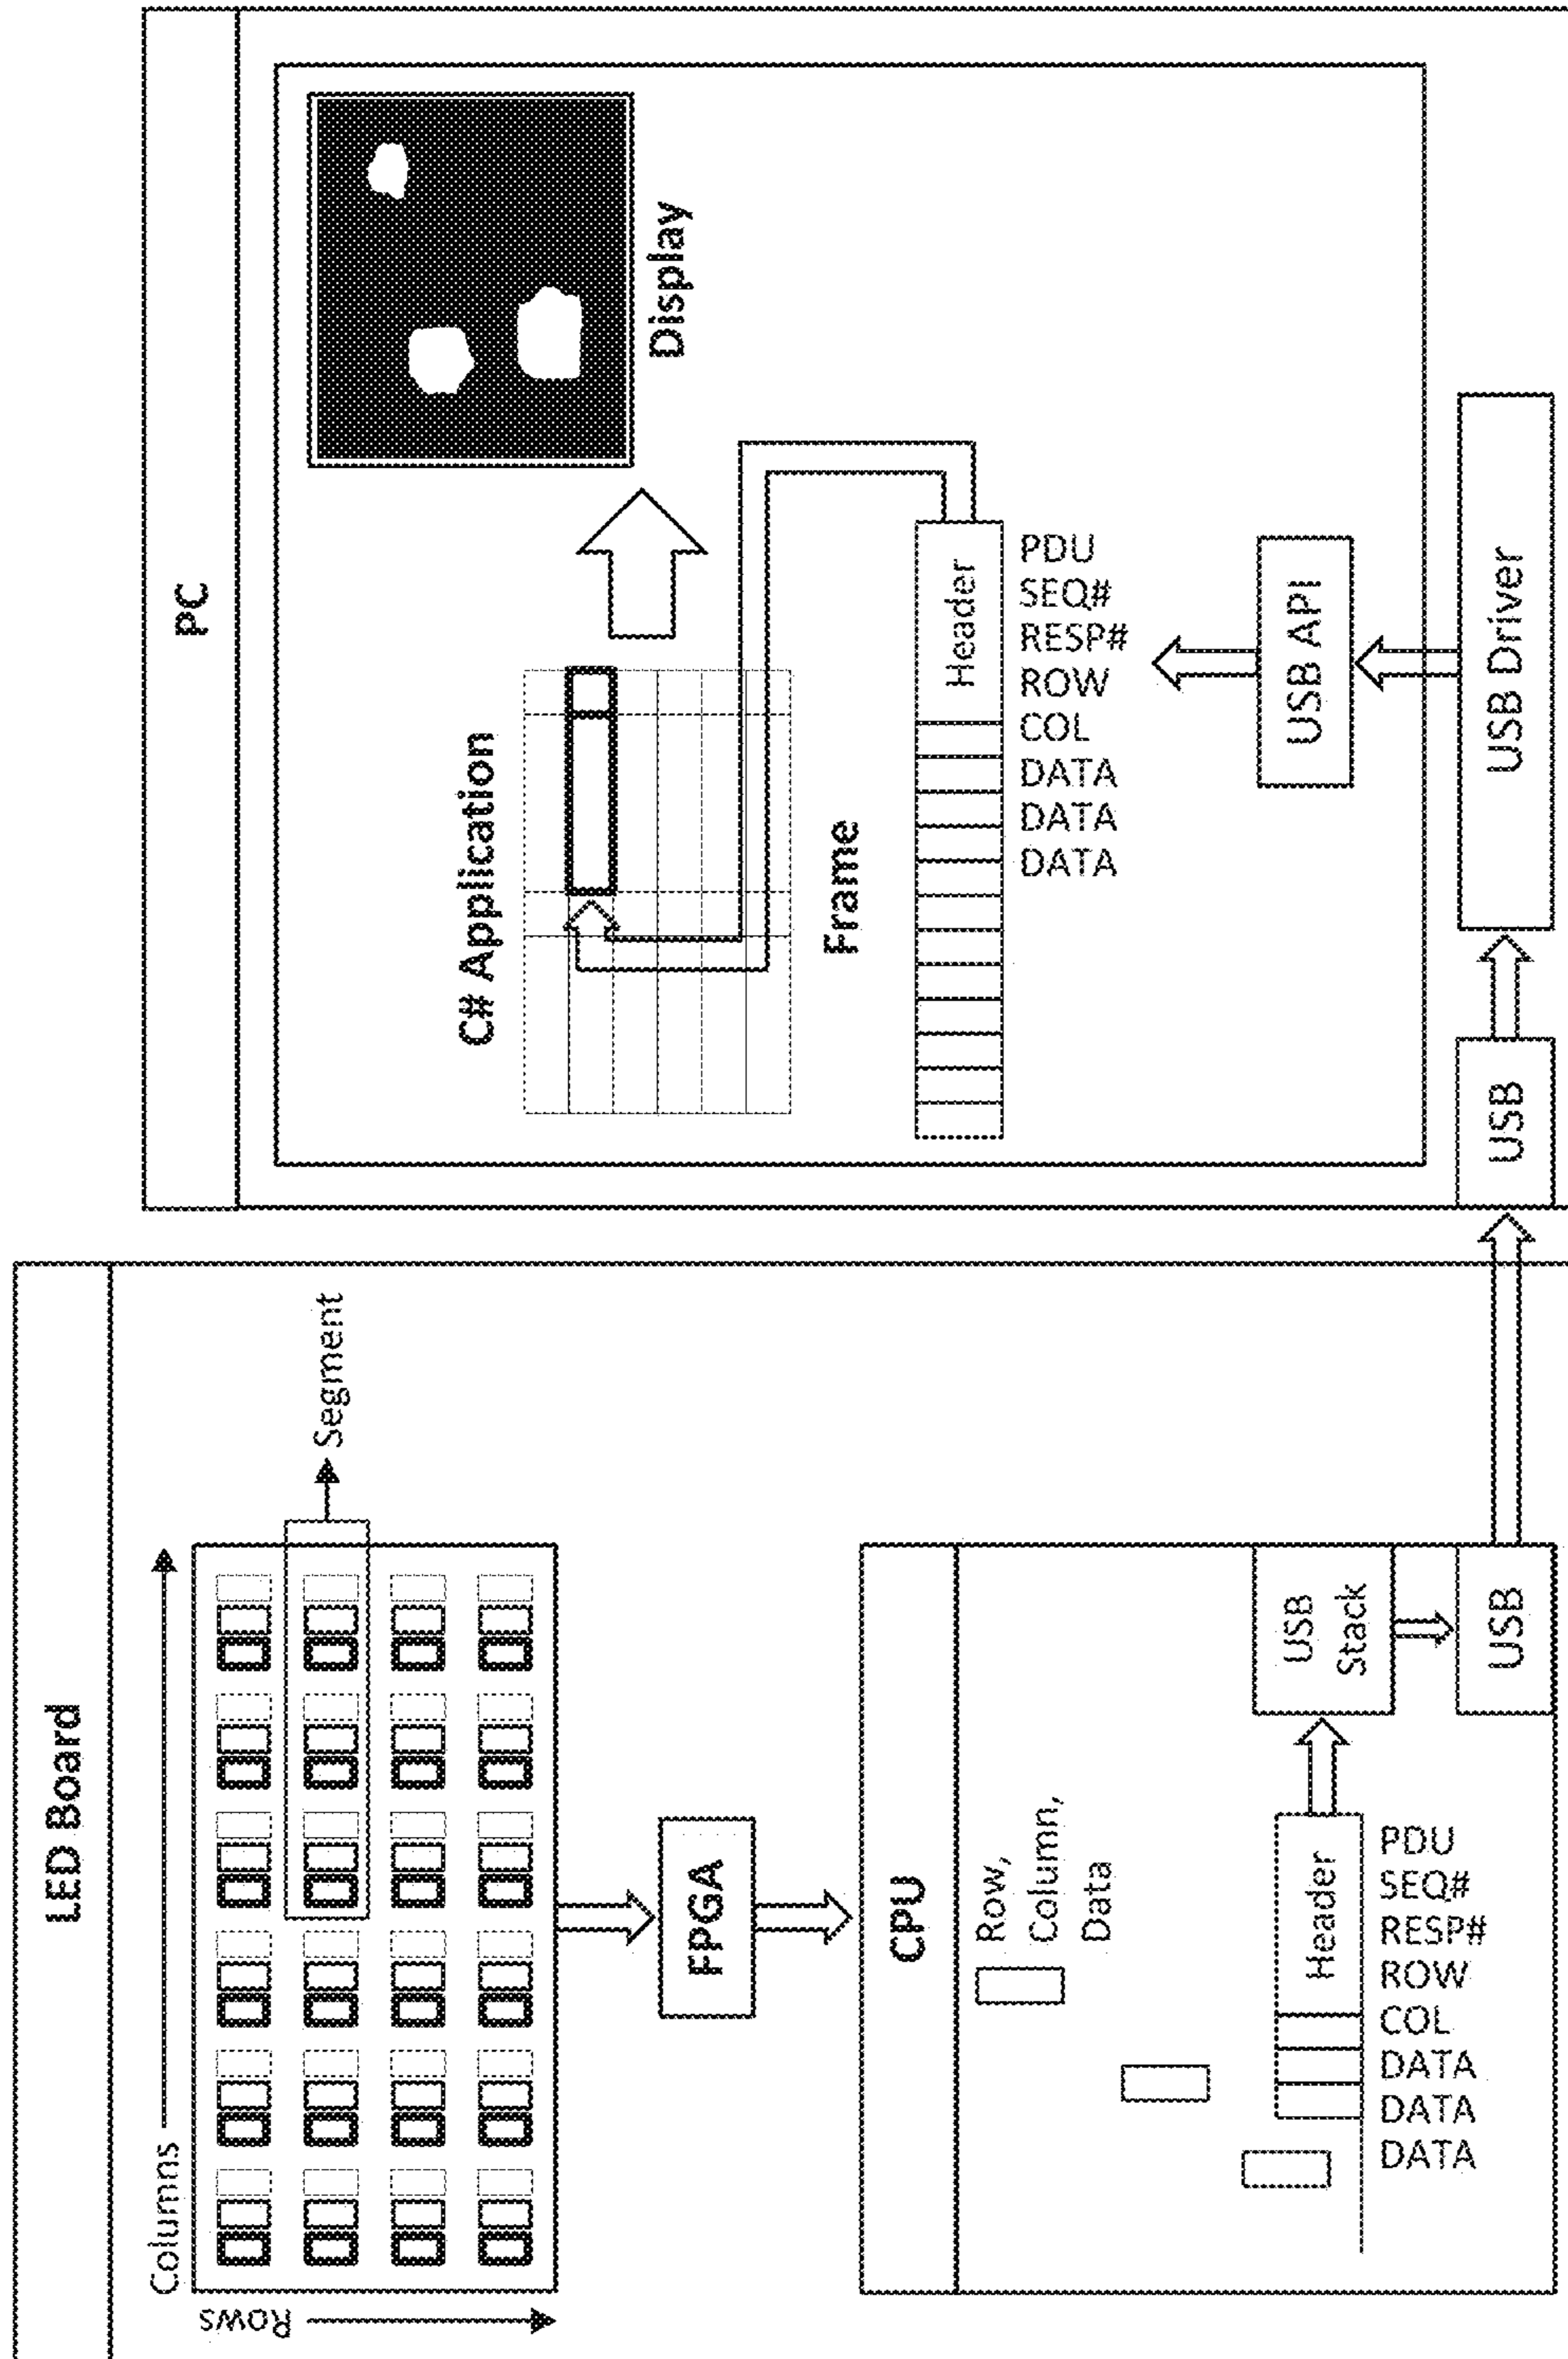 LED Board
Columns
Rows
Segment
FPGA
CPU
Row,
Column,
Data
Header
PDU
SEQ#
RESP#
ROW
COL
DATA
DATA
DATA
USB
Stack
USB
PC
C# Application
Display
Frame
Header
PDU
SEQ#
RESP#
ROW
COL
DATA
DATA
DATA
USB API
USB
USB Driver